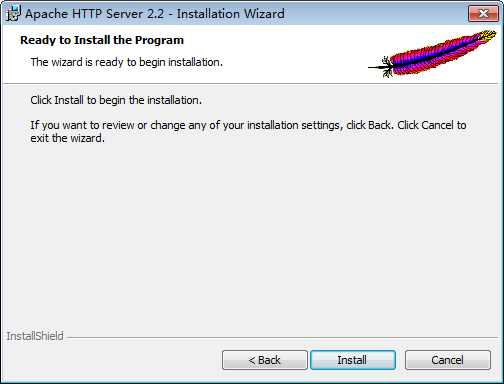 Apache HTTP Server 2.2 - Installation Wizard
Ready to Install the Program
The wizard is ready to begin installation.
Click Install to begin the installation.
If you want to review or change any of your installation settings, click Back. Click Cancel to
exit the wizard.
InstallShield
< Back Install Cancel